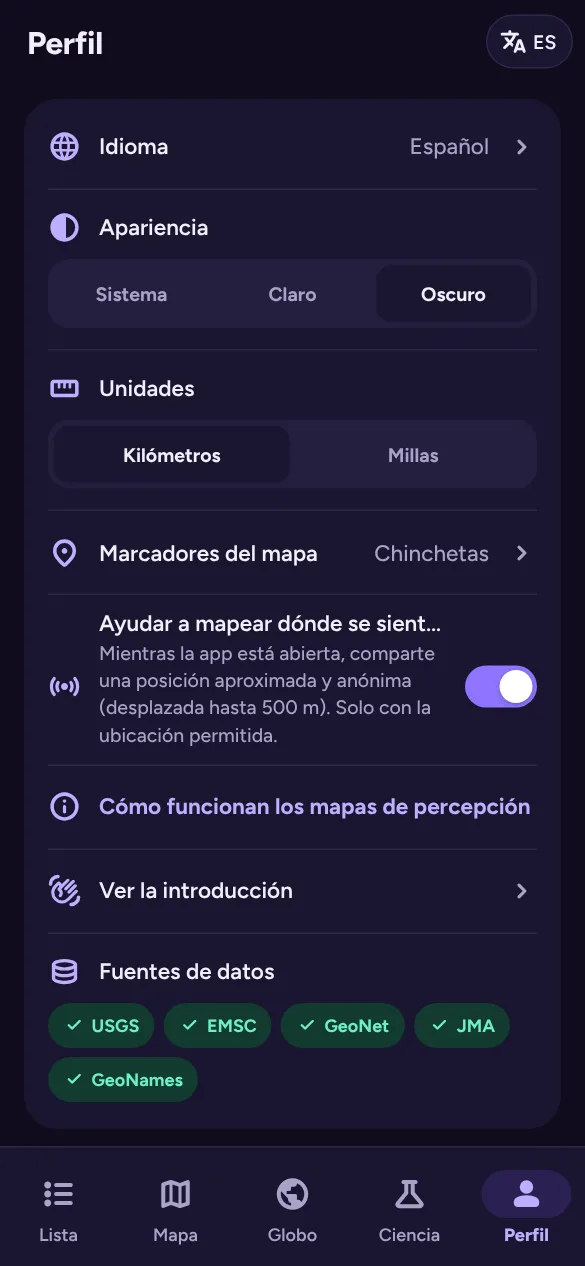 Perfil
ES
Idioma
Español
Apariencia
Sistema
Claro
Oscuro
Unidades
Kilómetros
Millas
Marcadores del mapa
Chinchetas
Ayudar a mapear dónde se sient...
Mientras la app está abierta, comparte
una posición aproximada y anónima
(desplazada hasta 500 m). Solo con la
ubicación permitida.
Cómo funcionan los mapas de percepción
Ver la introducción
Fuentes de datos
USGS
EMSC
GeoNet
JMA
GeoNames
Lista
Mapa
Globo
Ciencia
Perfil